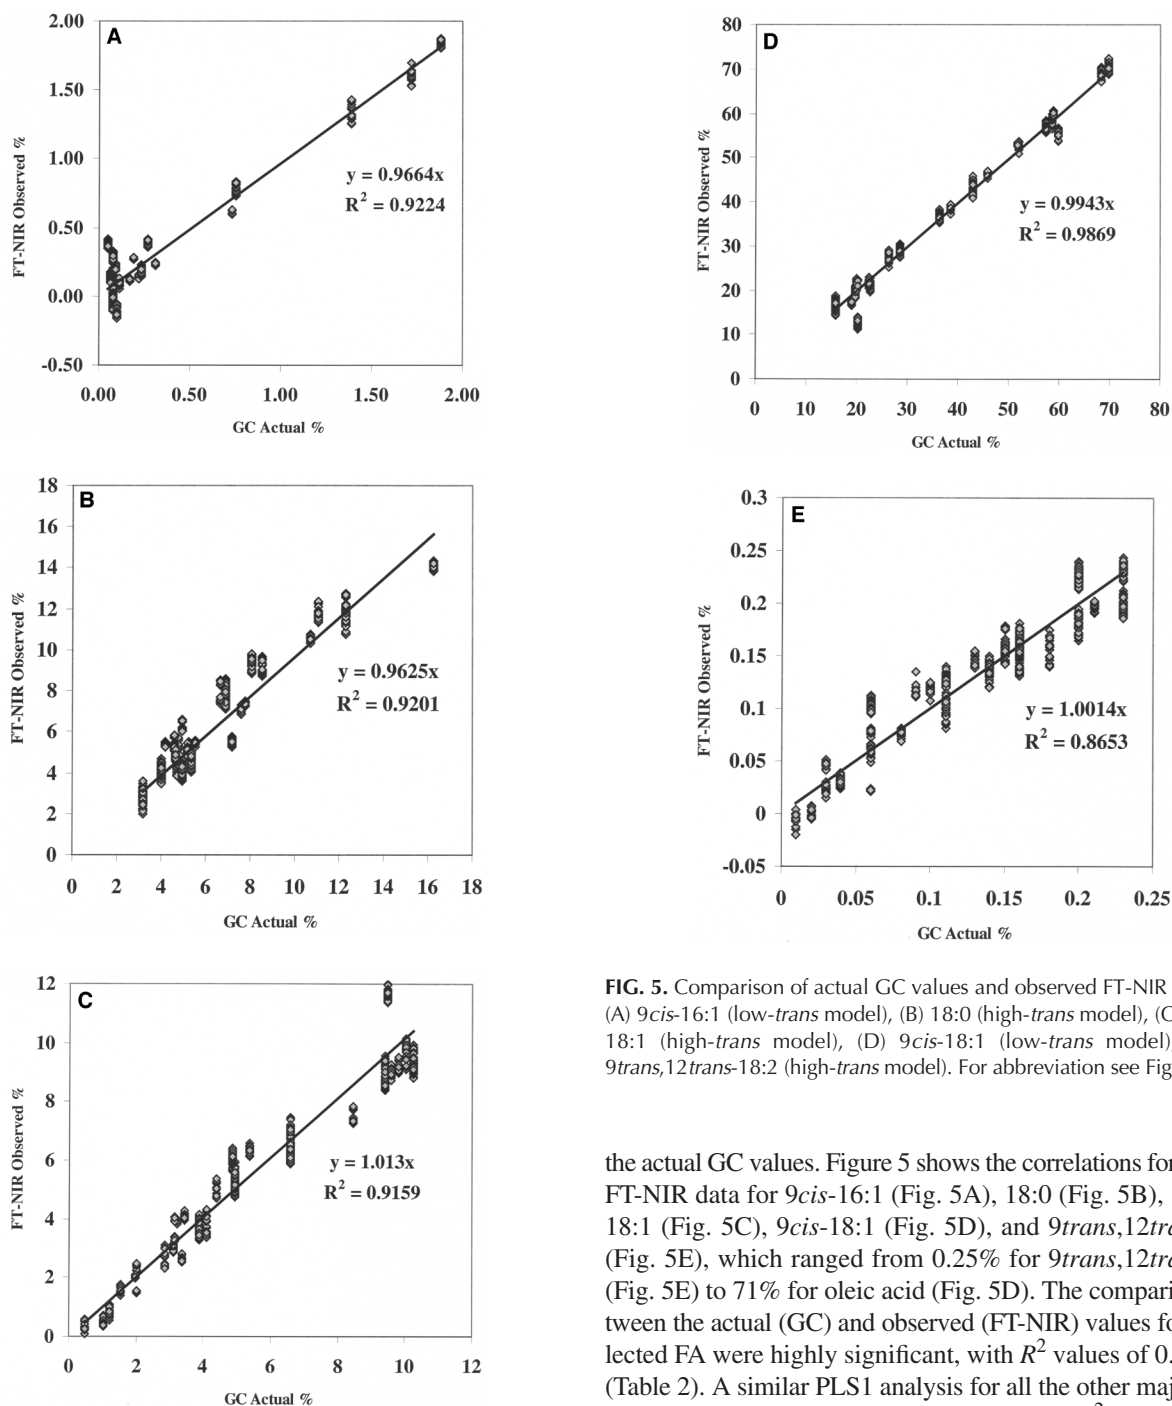 A
2.00
1.50
1.00
0.50
0.00
-0.50
FT-NIR Observed %
y = 0.9664x
R² = 0.9224
0.00 0.50 1.00 1.50 2.00
GC Actual %
B
18
16
14
12
10
8
6
4
2
0
FT-NIR Observed %
y = 0.9625x
R² = 0.9201
0 2 4 6 8 10 12 14 16 18
GC Actual %
C
12
10
8
6
4
2
0
FT-NIR Observed %
y = 1.013x
R² = 0.9159
0 2 4 6 8 10 12
GC Actual %
D
80
70
60
50
40
30
20
10
0
FT-NIR Observed %
y = 0.9943x
R² = 0.9869
0 10 20 30 40 50 60 70 80
GC Actual %
E
0.3
0.25
0.2
0.15
0.1
0.05
0
-0.05
FT-NIR Observed %
y = 1.0014x
R² = 0.8653
0 0.05 0.1 0.15 0.2 0.25
GC Actual %
FIG. 5. Comparison of actual GC values and observed FT-NIR
(A) 9cis-16:1 (low-trans model), (B) 18:0 (high-trans model), (C
18:1 (high-trans model), (D) 9cis-18:1 (low-trans model),
9trans,12trans-18:2 (high-trans model). For abbreviation see Fig
the actual GC values. Figure 5 shows the correlations for
FT-NIR data for 9cis-16:1 (Fig. 5A), 18:0 (Fig. 5B),
18:1 (Fig. 5C), 9cis-18:1 (Fig. 5D), and 9trans,12tra
(Fig. 5E), which ranged from 0.25% for 9trans,12tra
(Fig. 5E) to 71% for oleic acid (Fig. 5D). The compari
tween the actual (GC) and observed (FT-NIR) values fo
lected FA were highly significant, with R² values of 0.
(Table 2). A similar PLS1 analysis for all the other maj